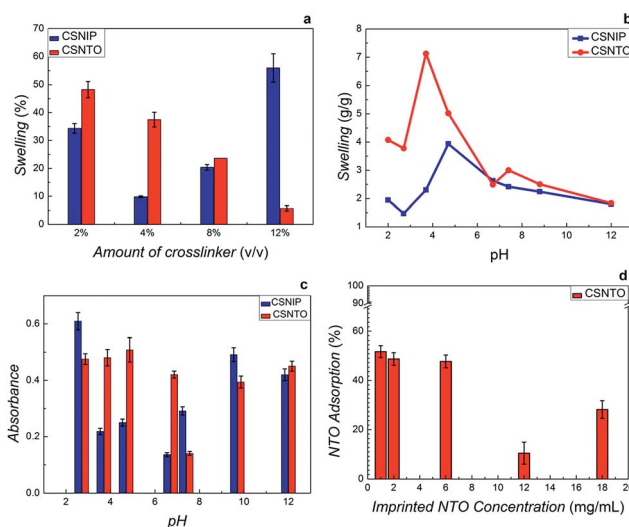 a
CSNIP
CSNTO
70
60
50
40
30
20
10
0
Swelling (%)
2% 4% 8% 12%
Amount of crosslinker (v/v)
b
CSNIP
CSNTO
8
7
6
5
4
3
2
1
Swelling (g/g)
2 4 6 8 10 12
pH
c
CSNIP
CSNTO
0.6
0.4
0.2
0.0
Absorbance
2 4 6 8 10 12
pH
d
CSNTO
100
90
60
40
20
0
NTO Adsorption (%)
0 2 4 6 8 10 12 14 16 18 20
Imprinted NTO Concentration (mg/mL)